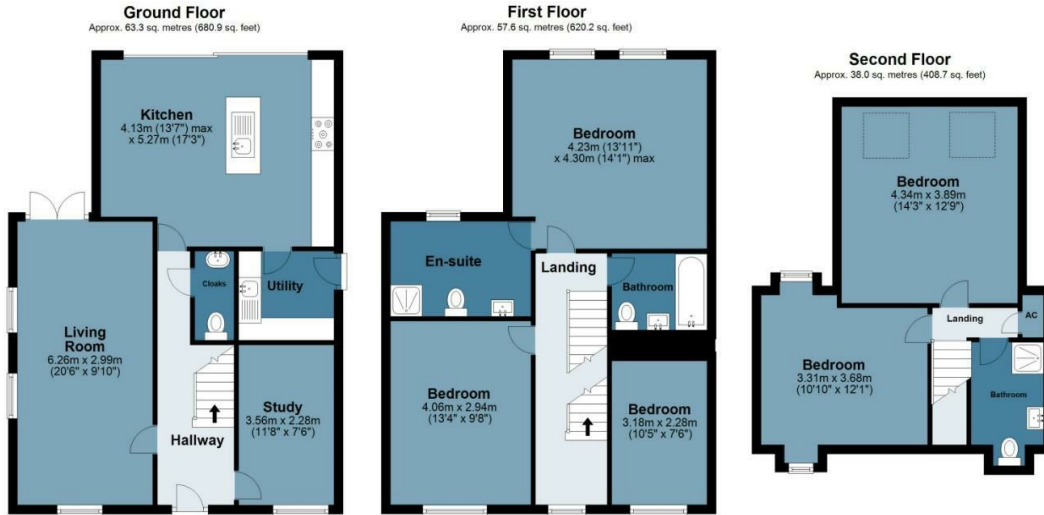 Ground Floor
Approx. 63.3 sq. metres (680.9 sq. feet)
Kitchen
4.13m (13'7") max
x 5.27m (17'3")
Cloaks
Utility
Living
Room
6.26m x 2.99m
(20'6" x 9'10")
Study
3.56m x 2.28m
(11'8" x 7'6")
Hallway
First Floor
Approx. 57.6 sq. metres (620.2 sq. feet)
Bedroom
4.23m (13'11")
x 4.30m (14'1") max
En-suite
Landing
Bathroom
Bedroom
4.06m x 2.94m
(13'4" x 9'8")
Bedroom
3.18m x 2.28m
(10'5" x 7'6")
Second Floor
Approx. 38.0 sq. metres (408.7 sq. feet)
Bedroom
4.34m x 3.89m
(14'3" x 12'9")
Landing
AC
Bedroom
3.31m x 3.68m
(10'10" x 12'1")
Bathroom